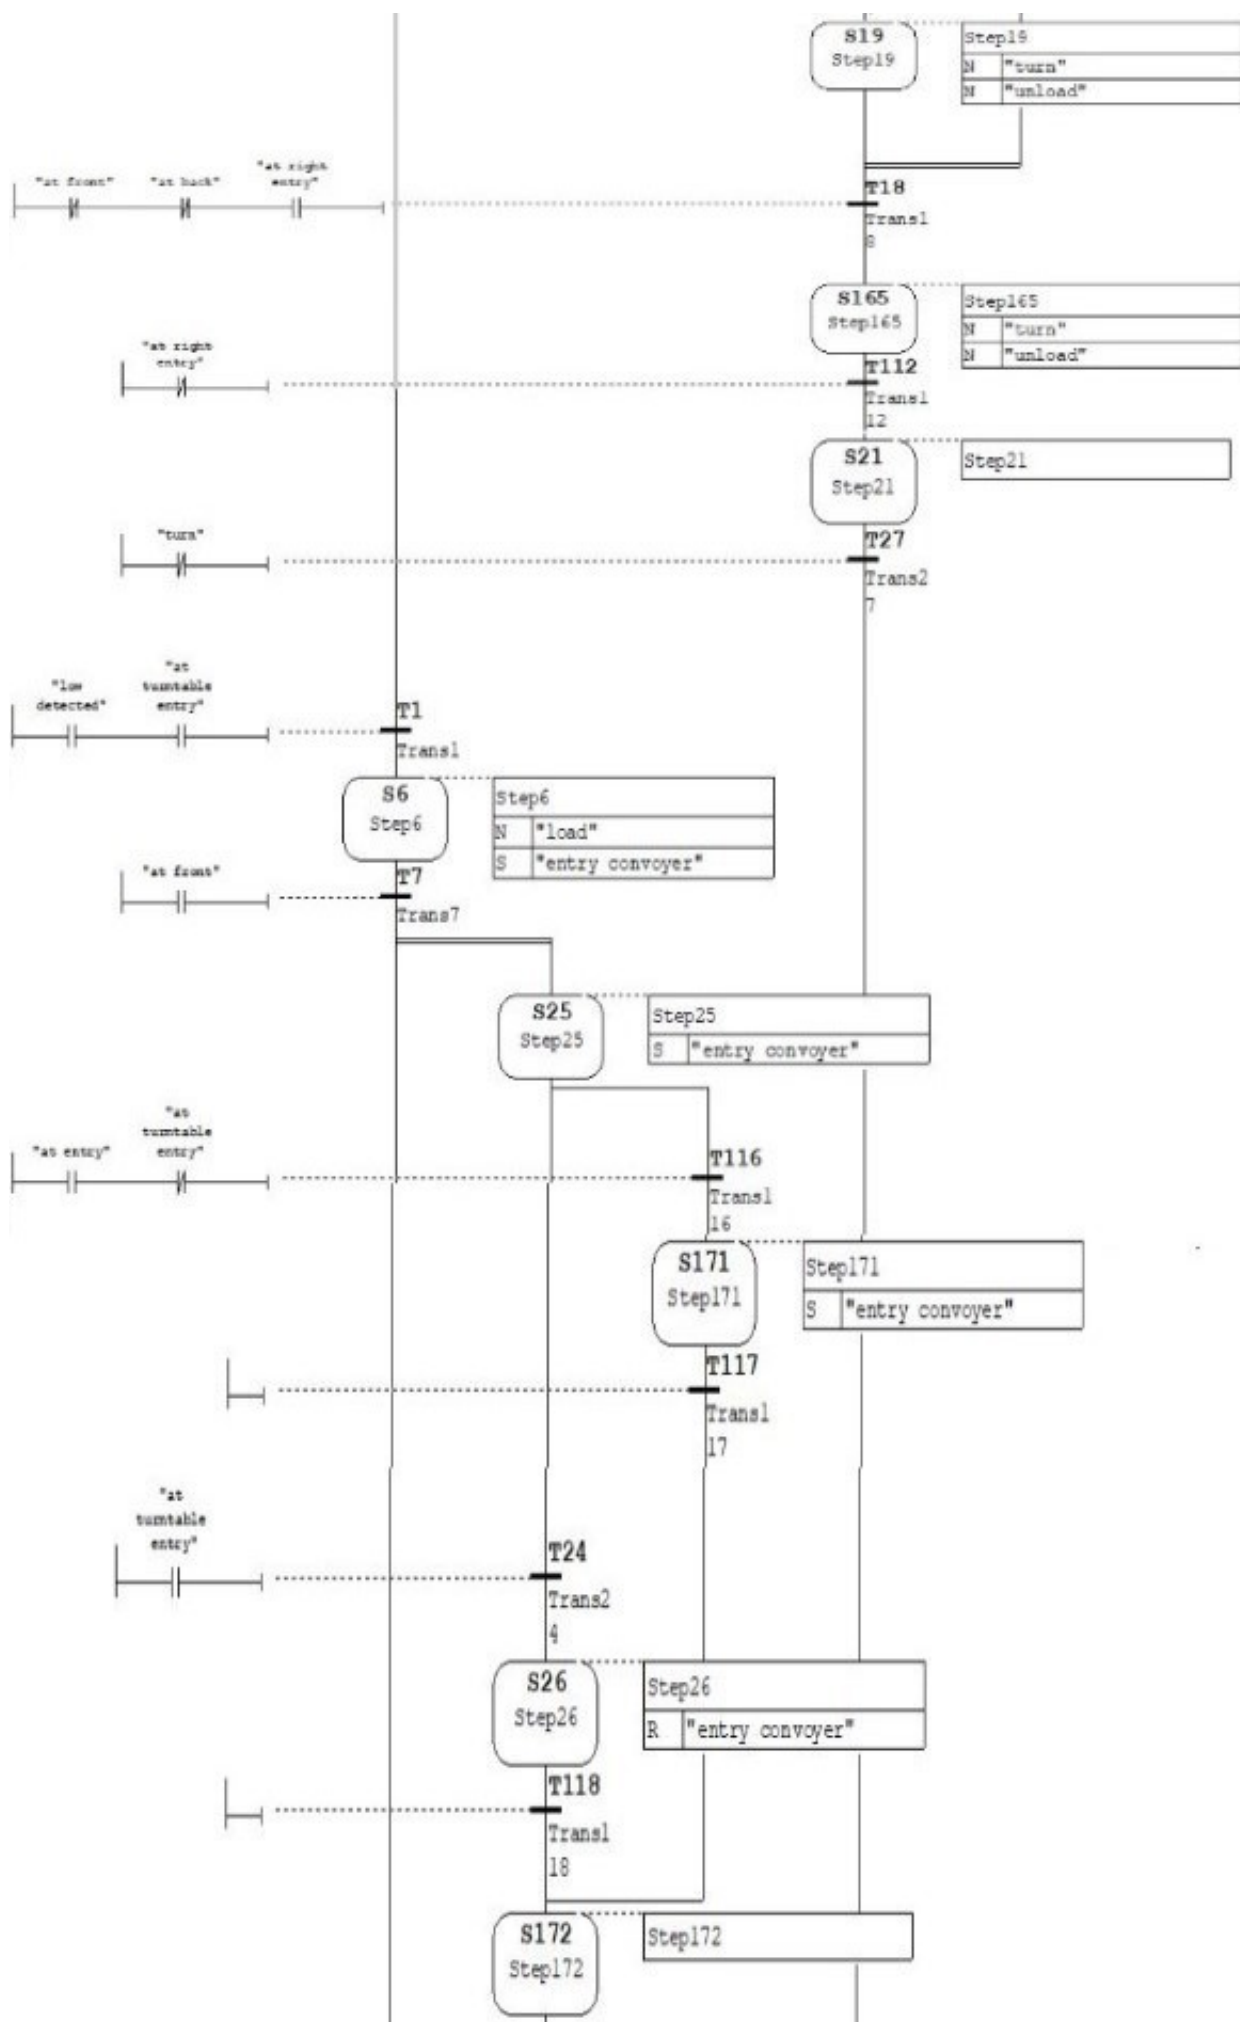 S19
Step19
Step19
N "turn"
N "unload"
"at front" "at back" "at right
entry"
T18
Trans1
8
S165
Step165
Step165
N "turn"
N "unload"
"at right
entry"
T112
Trans1
12
S21
Step21
Step21
"turn"
T27
Trans2
7
"low
detected"
"at
turntable
entry"
T1
Trans1
S6
Step6
Step6
N "load"
S "entry convoyer"
"at front"
T7
Trans7
S25
Step25
Step25
S "entry convoyer"
"at entry"
"at
turntable
entry"
T116
Trans1
16
S171
Step171
Step171
S "entry convoyer"
T117
Trans1
17
"at
turntable
entry"
T24
Trans2
4
S26
Step26
Step26
R "entry convoyer"
T118
Trans1
18
S172
Step172
Step172